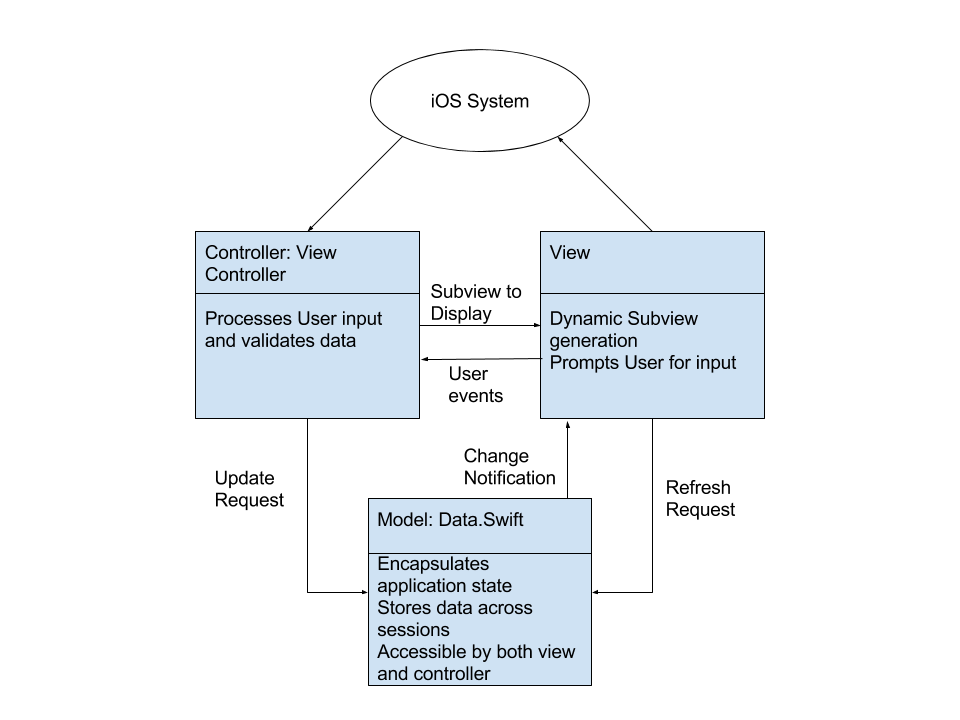 iOS System
Controller: View
Controller
Processes User input
and validates data
Subview to
Display
User
events
View
Dynamic Subview
generation
Prompts User for input
Update
Request
Change
Notification
Refresh
Request
Model: Data.Swift
Encapsulates
application state
Stores data across
sessions
Accessible by both view
and controller